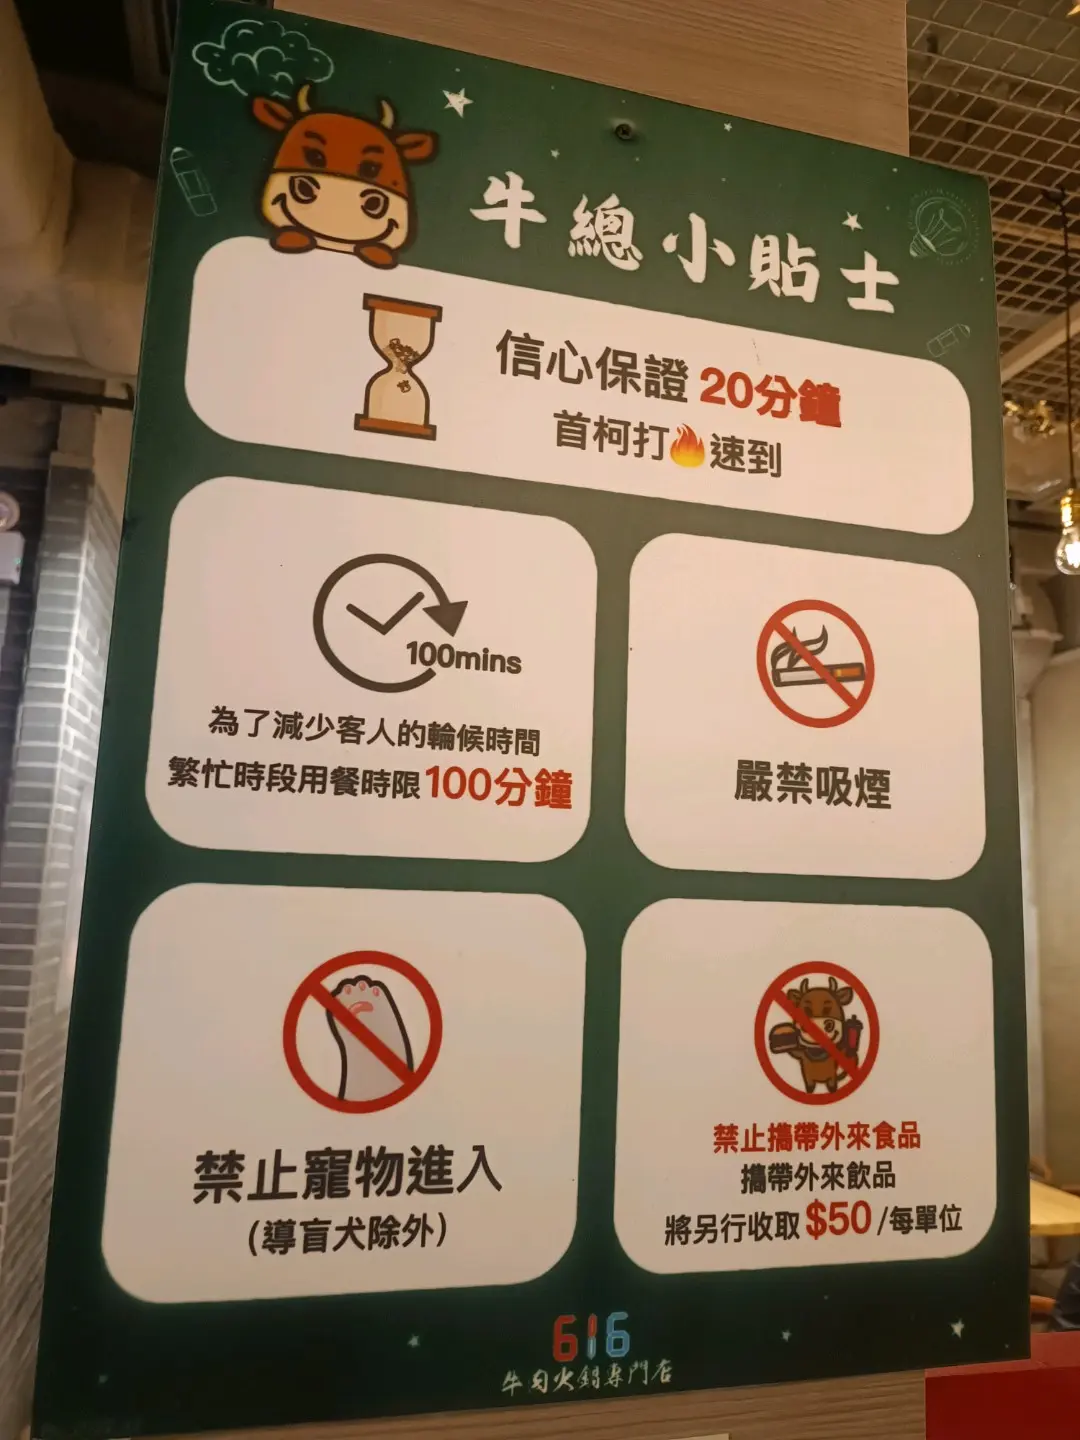 牛總小貼士
信心保證 20分鐘
首柯打🔥速到
100mins
為了減少客人的輪候時間
繁忙時段用餐時限100分鐘
嚴禁吸煙
禁止寵物進入
(導盲犬除外)
禁止攜帶外來食品
攜帶外來飲品
將另行收取$50/每單位
616
牛肉火鍋專門店